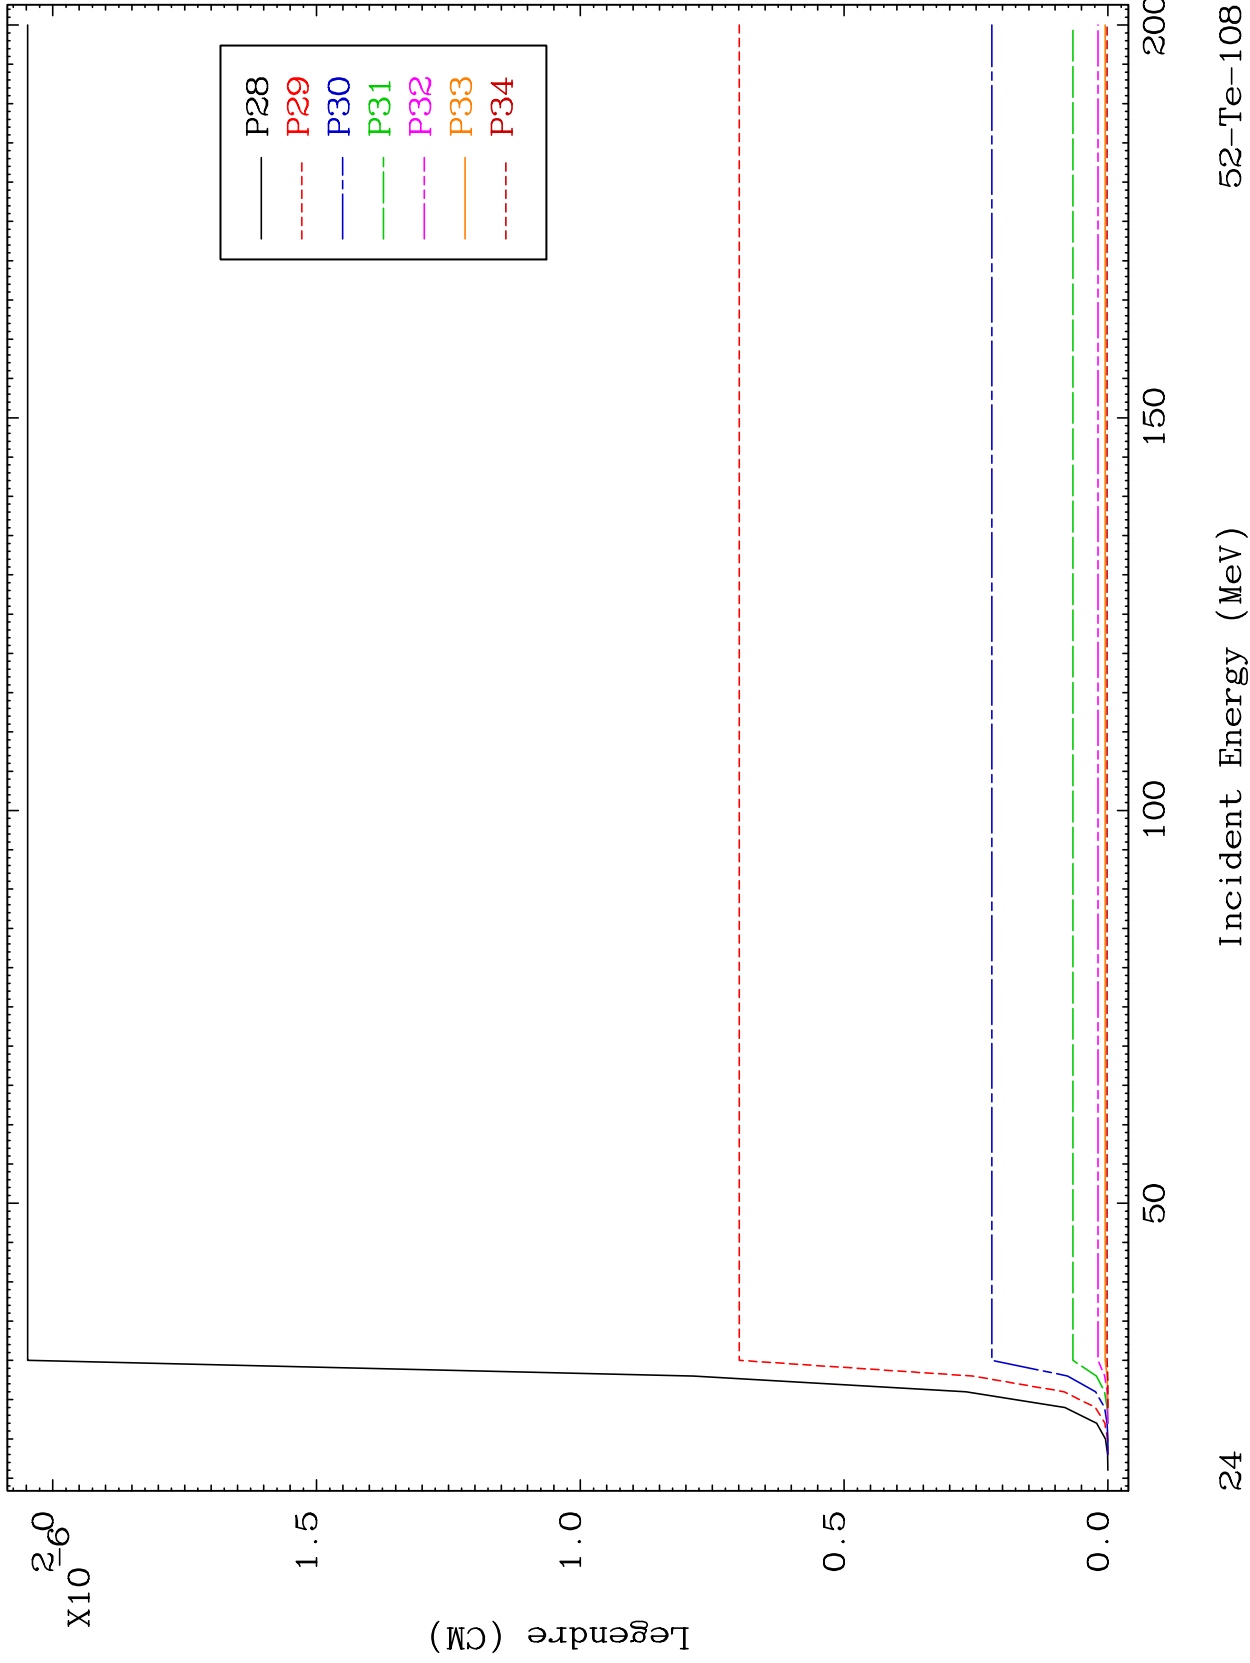 X10
-6
2.0
1.5
1.0
0.5
0.0
Legendre (CM)
P28
P29
P30
P31
P32
P33
P34
50
100
150
200
24
Incident Energy (MeV)
52-Te-108